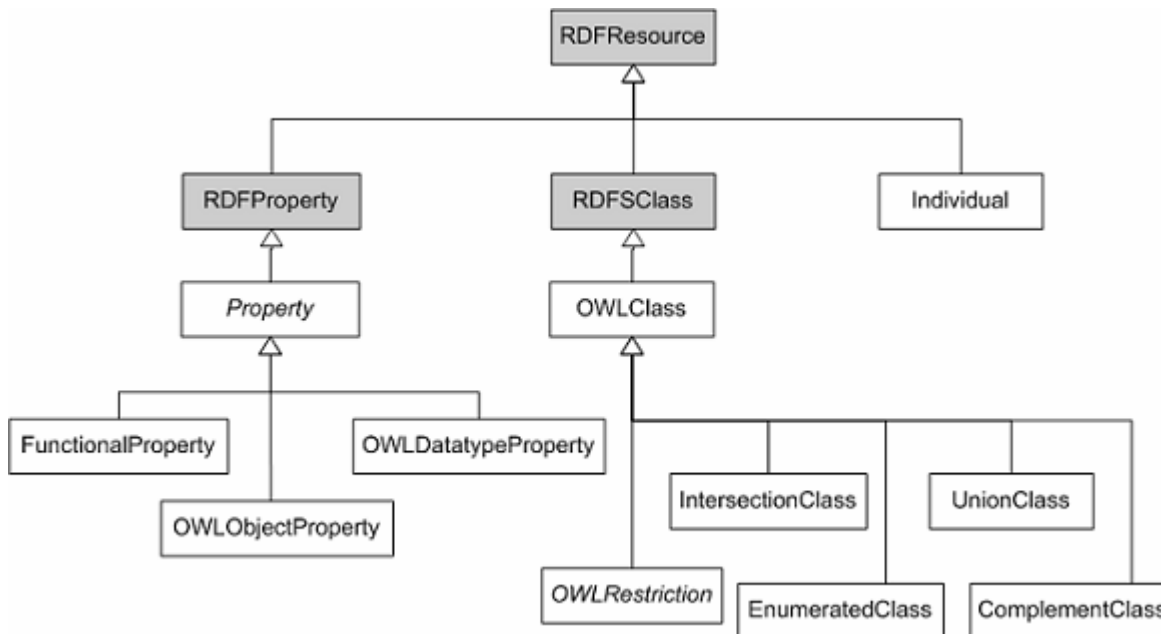 RDFResource
RDFProperty
RDFSClass
Individual
Property
OWLClass
FunctionalProperty
OWLDatatypeProperty
OWLObjectProperty
IntersectionClass
UnionClass
OWLRestriction
EnumeratedClass
ComplementClass